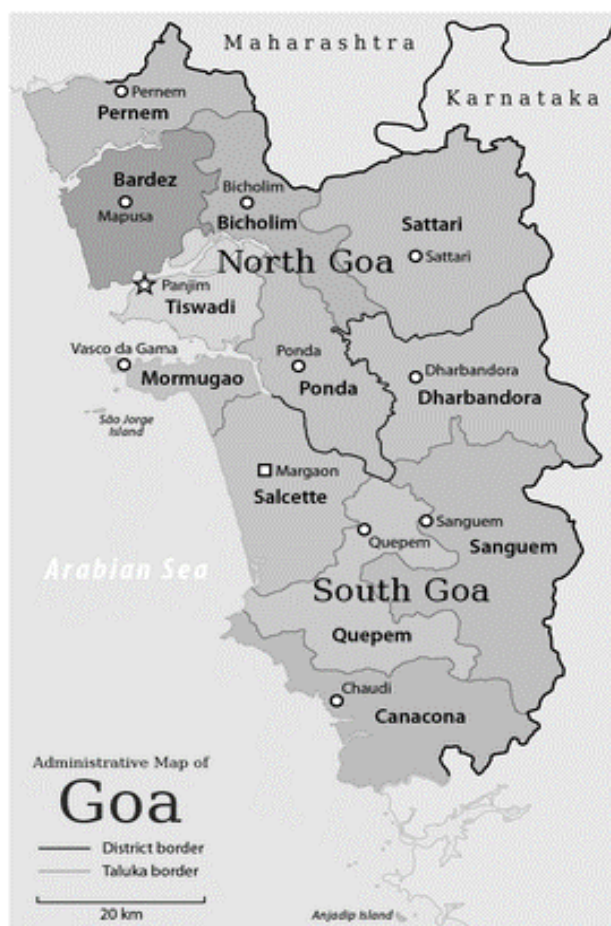 Maharashtra
Karnataka
Pernem
Pernem
Bardez
Mapusa
Bicholim
Bicholim
Sattari
Sattari
North Goa
Panjim
Tiswadi
Vasco da Gama
Mormugao
Ponda
Ponda
Dharbandora
Dharbandora
São Jorge
Island
Margaon
Salcette
Sanguem
Sanguem
Quepem
Arabian Sea
South Goa
Quepem
Chaudi
Canacona
Administrative Map of
Goa
District border
Taluka border
20 km
Anjadip Island